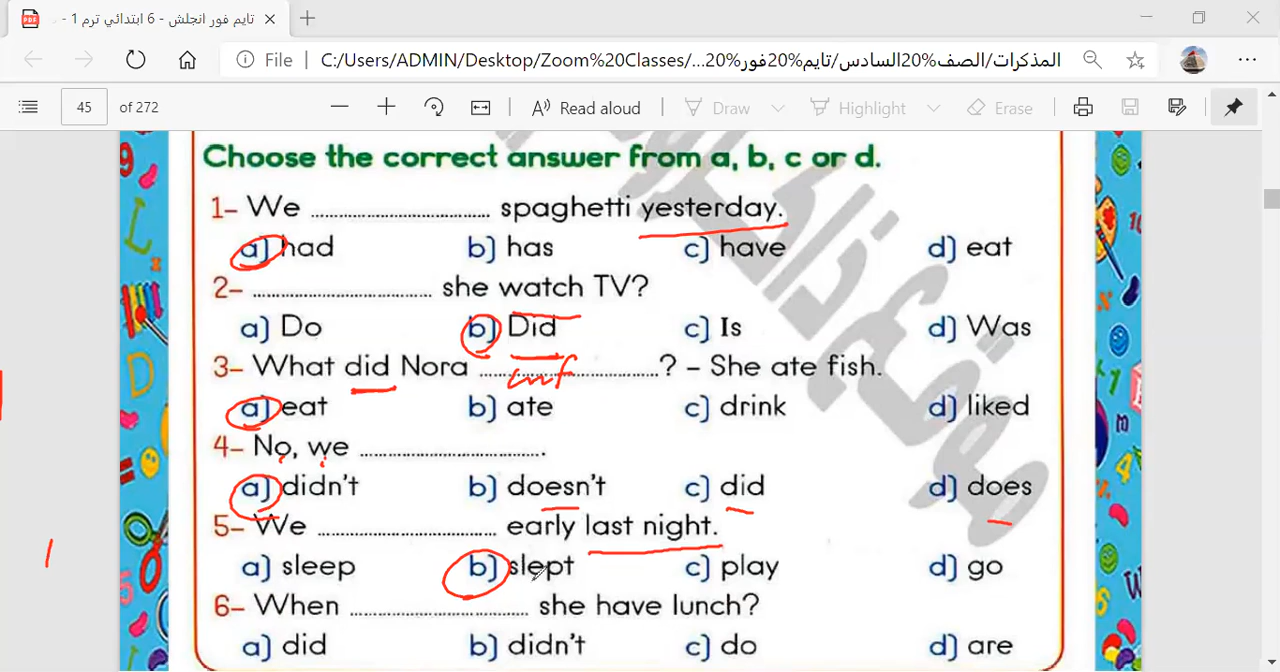 تايم فور انجلش - 6 ابتدائي ترم 1 -
File C:/Users/ADMIN/Desktop/Zoom%20Classes/المذكرات/الصف%20السادس/تايم%20فور%20...
45 of 272 Read aloud Draw Highlight Erase
Choose the correct answer from a, b, c or d.
1- We .................... spaghetti yesterday.
a) had b) has c) have d) eat
2- .................... she watch TV?
a) Do b) Did c) Is d) Was
inf
3- What did Nora ....................? - She ate fish.
a) eat b) ate c) drink d) liked
4- No, we .................... .
a) didn't b) doesn't c) did d) does
5- We .................... early last night.
a) sleep b) slept c) play d) go
6- When .................... she have lunch?
a) did b) didn't c) do d) are